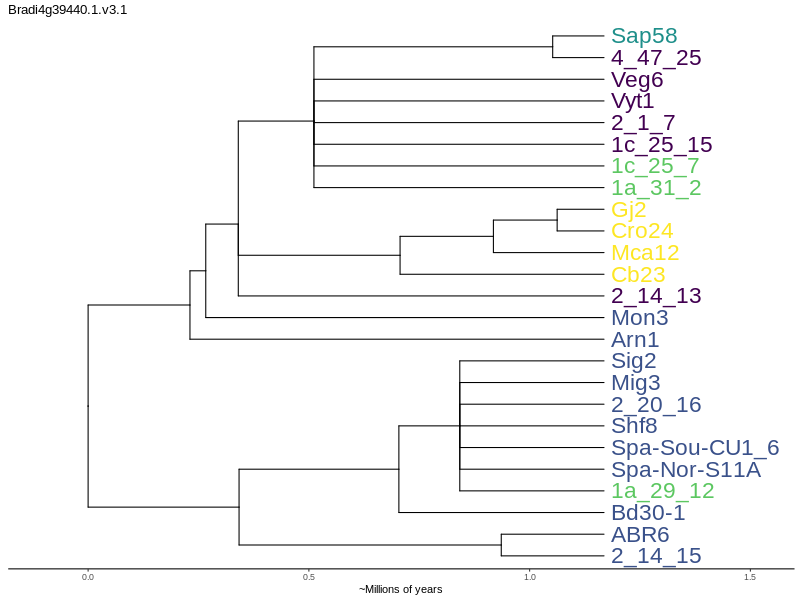 Bradi4g39440.1.v3.1
Sap58
4_47_25
Veg6
Vyt1
2_1_7
1c_25_15
1c_25_7
1a_31_2
Gj2
Cro24
Mca12
Cb23
2_14_13
Mon3
Arn1
Sig2
Mig3
2_20_16
Shf8
Spa-Sou-CU1_6
Spa-Nor-S11A
1a_29_12
Bd30-1
ABR6
2_14_15
0.0 0.5 1.0 1.5
~Millions of years